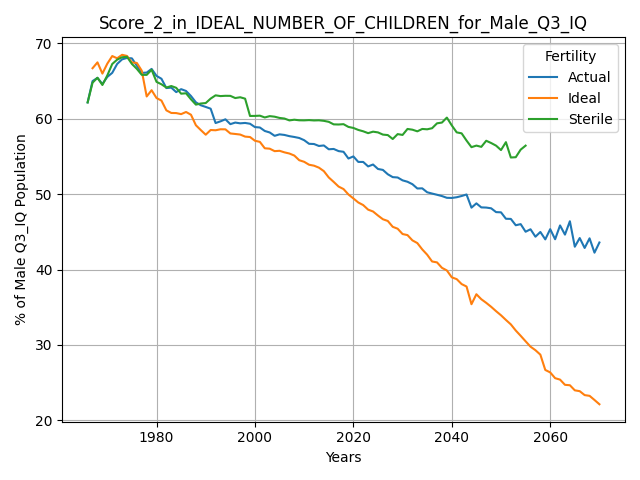 Score_2_in_IDEAL_NUMBER_OF_CHILDREN_for_Male_Q3_IQ
Fertility
Actual
Ideal
Sterile
% of Male Q3_IQ Population
70
60
50
40
30
20
1980
2000
2020
2040
2060
Years